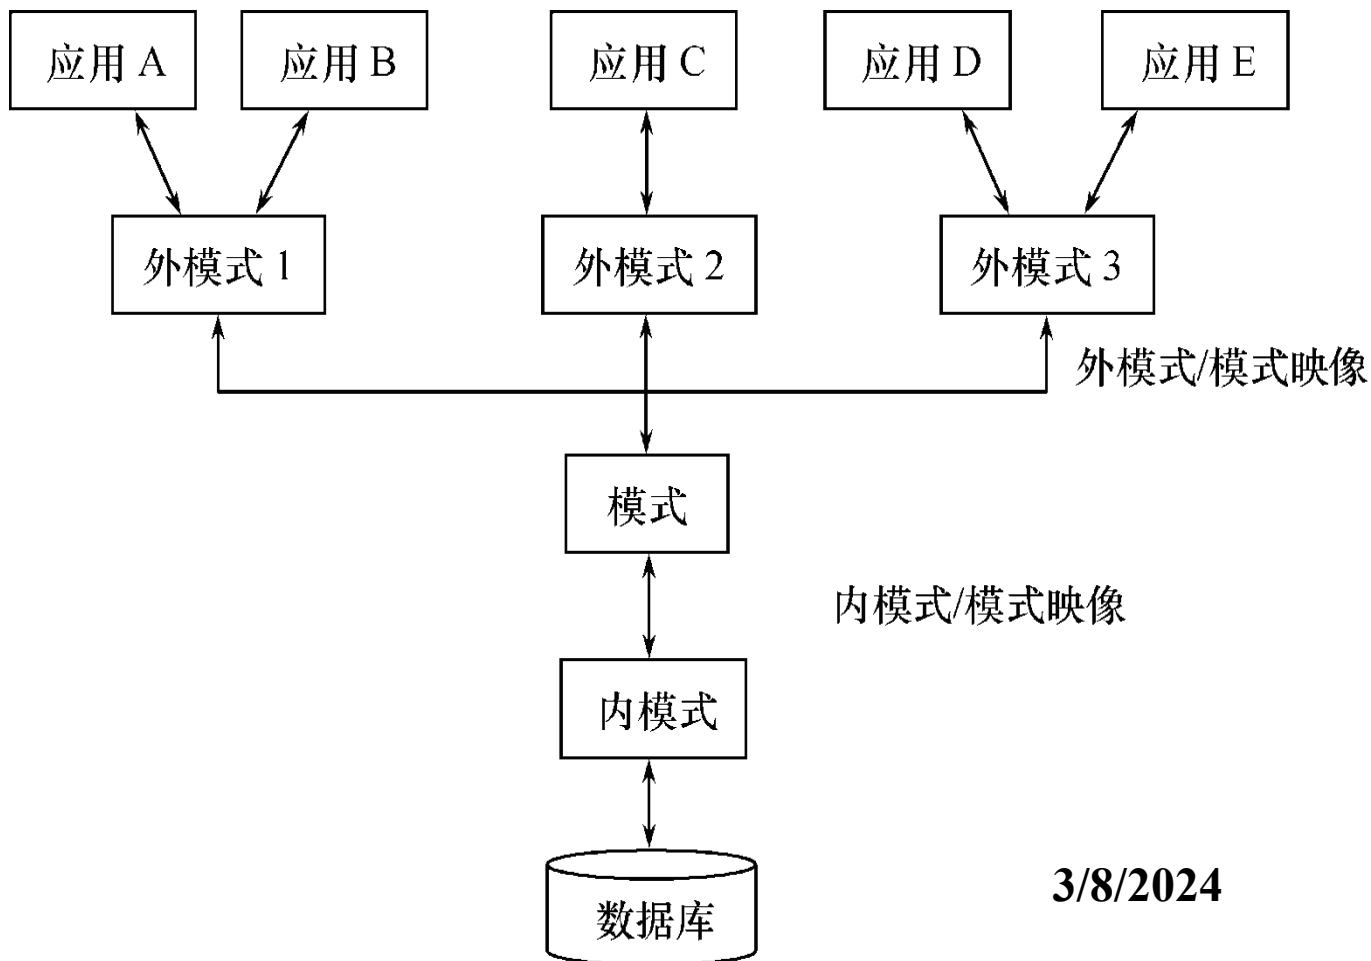 应用 A
应用 B
应用 C
应用 D
应用 E
外模式 1
外模式 2
外模式 3
外模式/模式映像
模式
内模式/模式映像
内模式
数据库
3/8/2024